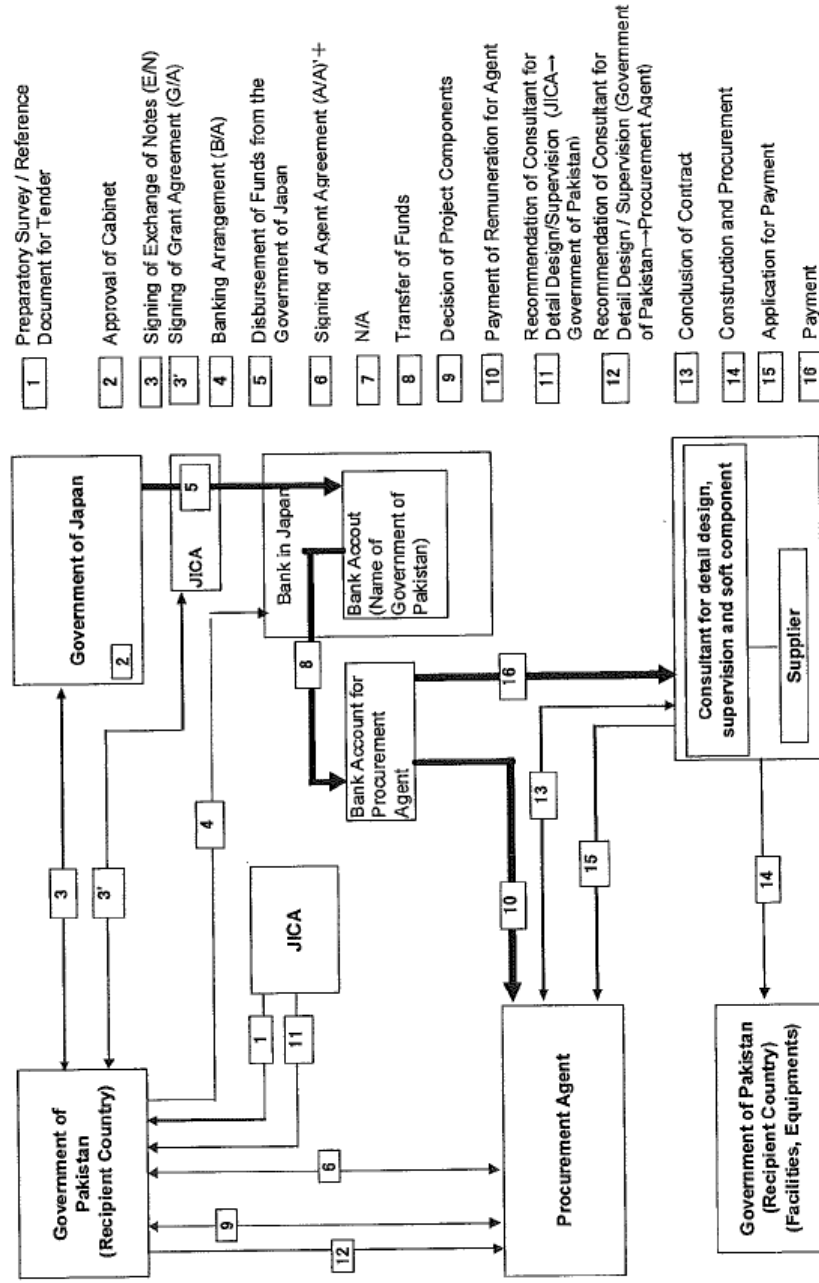 Government of
Pakistan
(Recipient Country)
3
3'
Government of Japan
2
JICA
5
4
1
11
JICA
Bank in Japan
Bank Accout
(Name of
Government of
Pakistan)
8
Bank Account for
Procurement
Agent
9
12
6
10
16
13
15
Procurement Agent
Consultant for detail design,
supervision and soft component
Supplier
14
Government of Pakistan
(Recipient Country)
(Facilities, Equipments)
1 Preparatory Survey / Reference
Document for Tender
2 Approval of Cabinet
3 Signing of Exchange of Notes (E/N)
3' Signing of Grant Agreement (G/A)
4 Banking Arrangement (B/A)
5 Disbursement of Funds from the
Government of Japan
6 Signing of Agent Agreement (A/A)'+
7 N/A
8 Transfer of Funds
9 Decision of Project Components
10 Payment of Remuneration for Agent
11 Recommendation of Consultant for
Detail Design/Supervision (JICA→
Government of Pakistan)
12 Recommendation of Consultant for
Detail Design / Supervision (Government
of Pakistan→Procurement Agent)
13 Conclusion of Contract
14 Construction and Procurement
15 Application for Payment
16 Payment